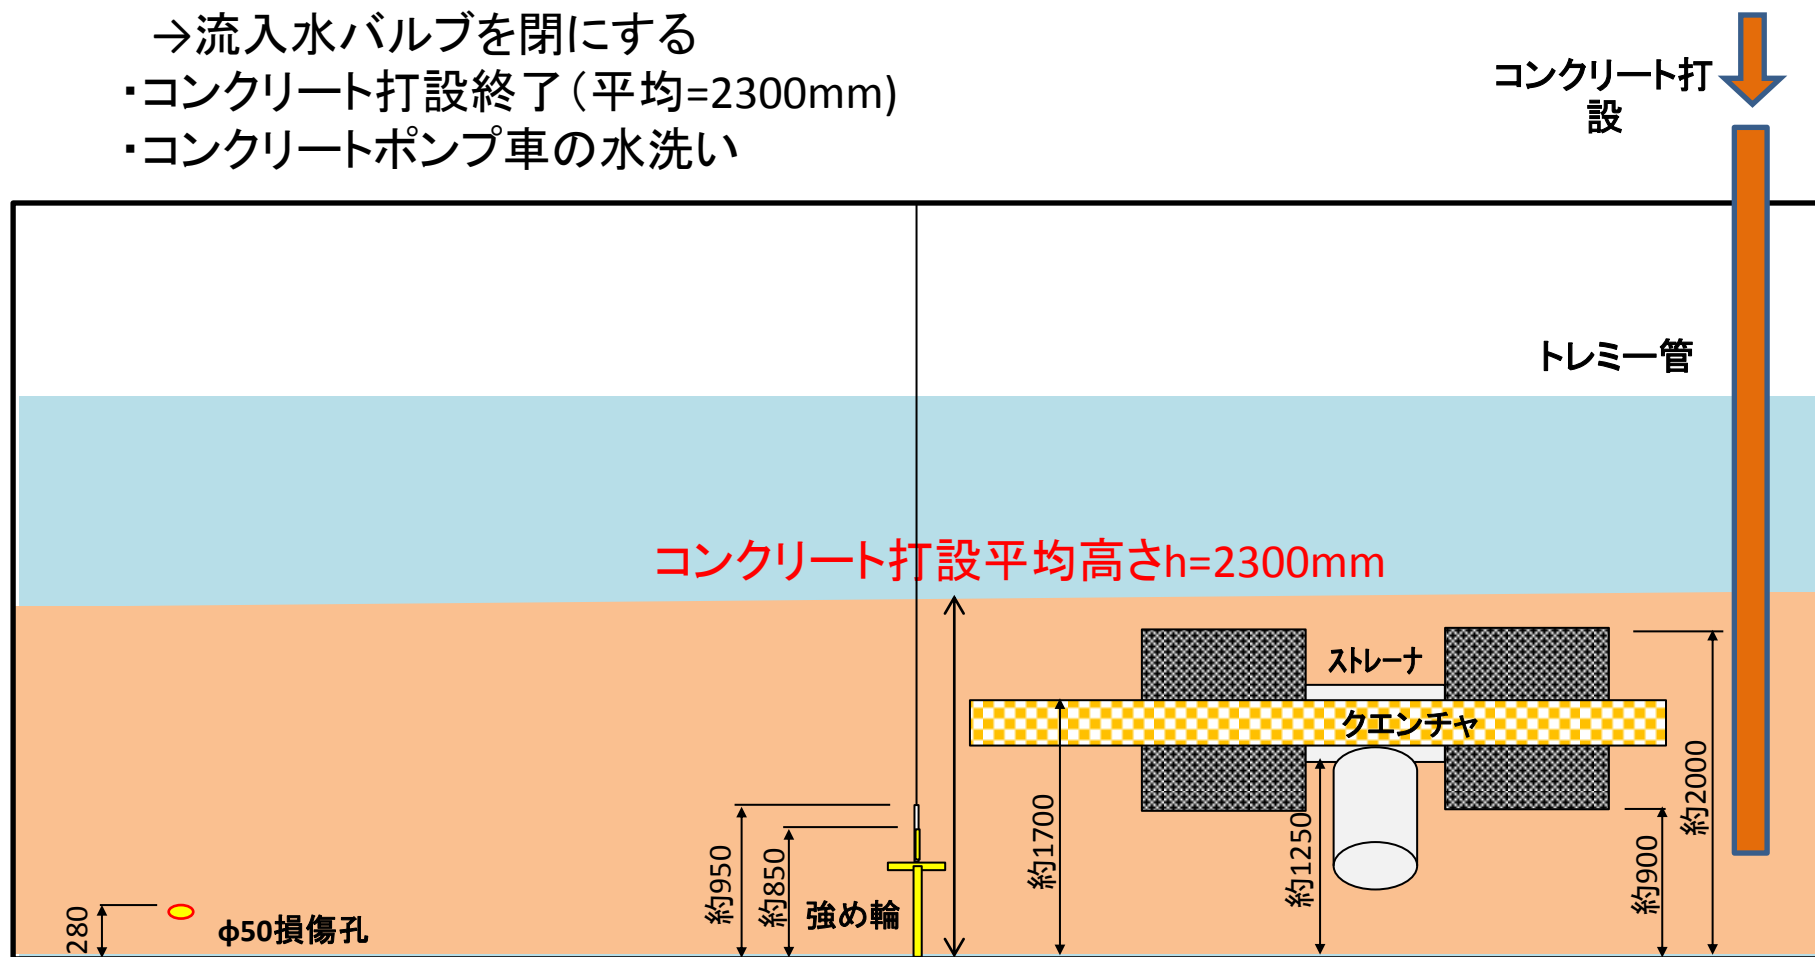 →流入水バルブを閉にする
・コンクリート打設終了(平均=2300mm)
・コンクリートポンプ車の水洗い
コンクリート打
設
トレミー管
コンクリート打設平均高さh=2300mm
ストレーナ
クエンチャ
約2000
約1700
約1250
約900
約950
約850
強め輪
280
φ50損傷孔